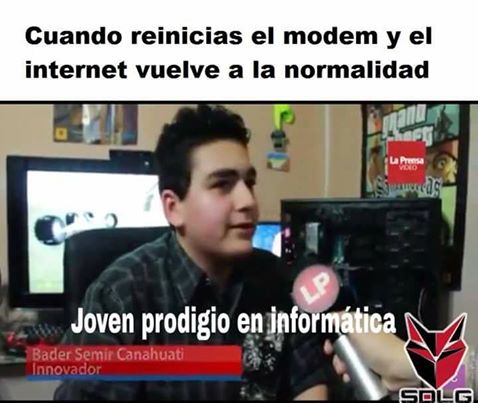 Cuando reinicias el modem y el
internet vuelve a la normalidad
La Prensa
VIDEO
LP
Joven prodigio en informática
Bader Semir Canahuati
Innovador
SDLG